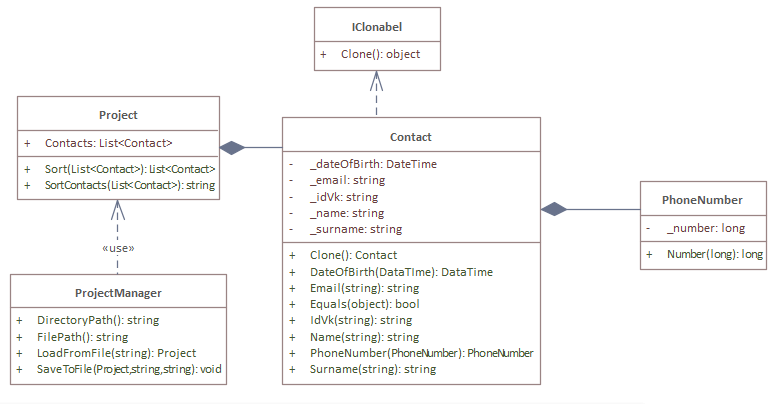 IClonabel
+ Clone(): object
Project
+ Contacts: List<Contact>
+ Sort(List<Contact>): List<Contact>
+ SortContacts(List<Contact>): string
Contact
- _dateOfBirth: DateTime
- _email: string
- _idVk: string
- _name: string
- _surname: string
+ Clone(): Contact
+ DateOfBirth(DataTIme): DataTime
+ Email(string): string
+ Equals(object): bool
+ IdVk(string): string
+ Name(string): string
+ PhoneNumber(PhoneNumber): PhoneNumber
+ Surname(string): string
PhoneNumber
- _number: long
+ Number(long): long
«use»
ProjectManager
+ DirectoryPath(): string
+ FilePath(): string
+ LoadFromFile(string): Project
+ SaveToFile(Project,string,string): void